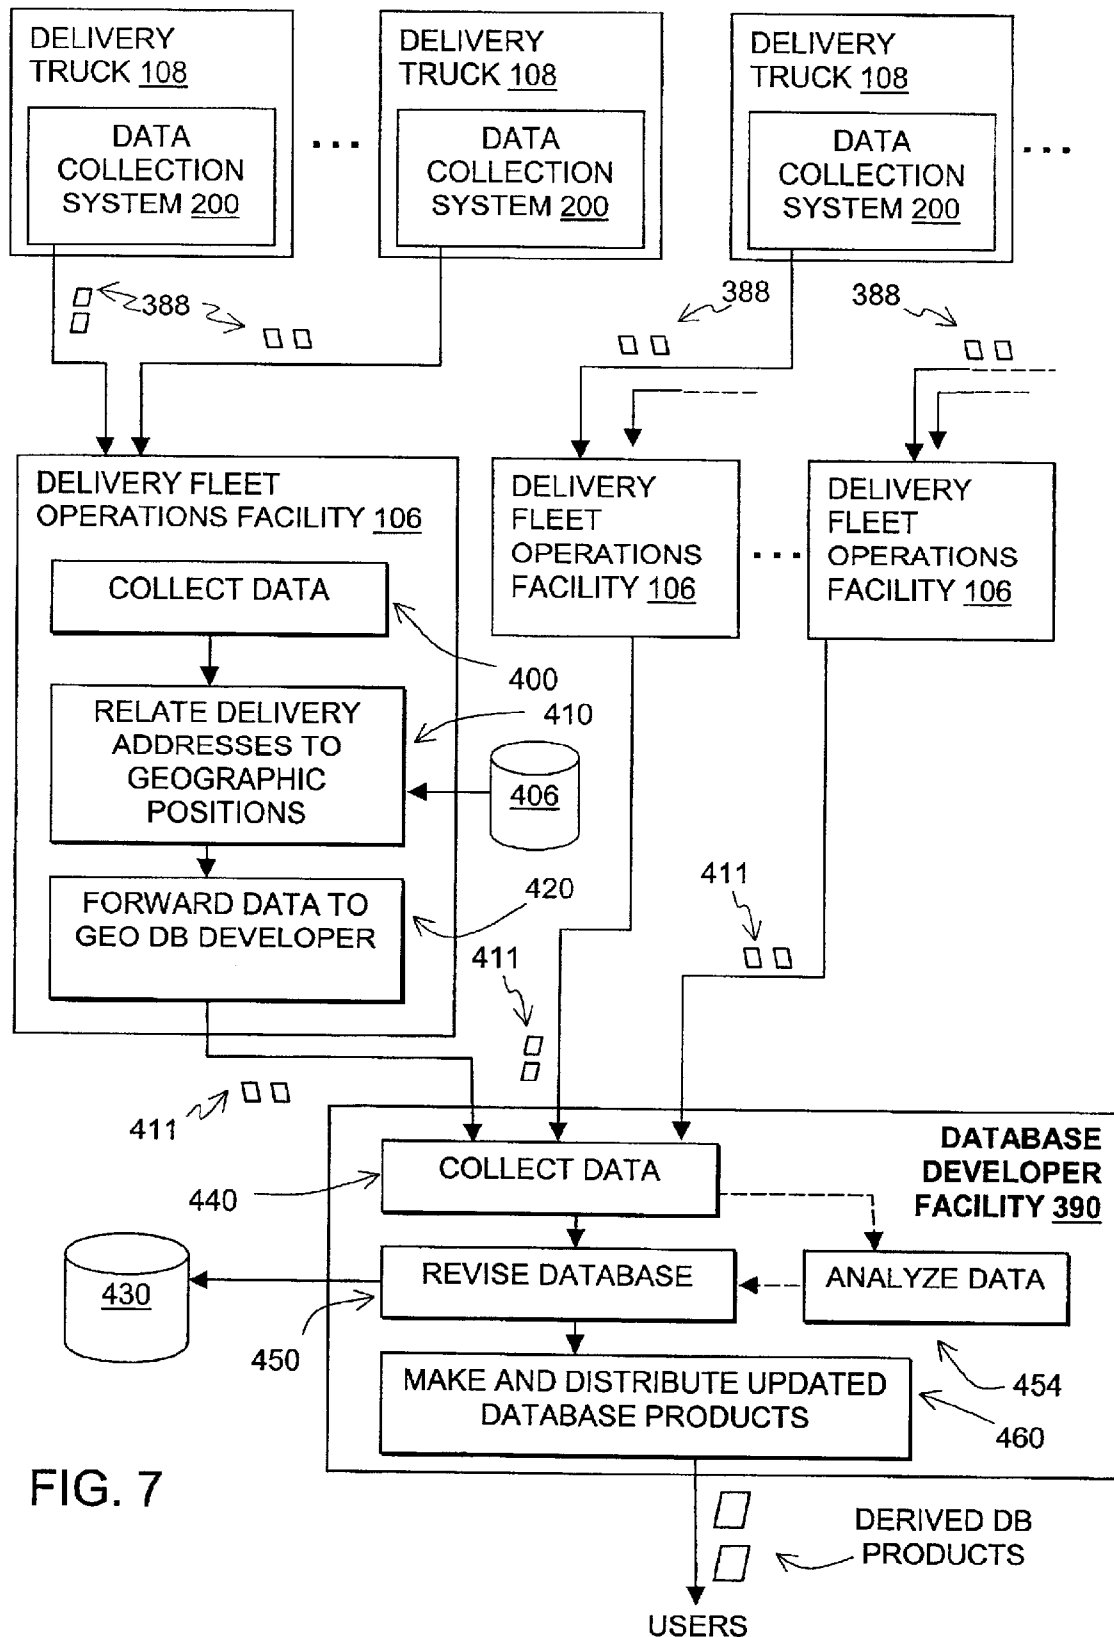 DELIVERY
TRUCK 108
DATA
COLLECTION
SYSTEM 200
...
DELIVERY
TRUCK 108
DATA
COLLECTION
SYSTEM 200
DELIVERY
TRUCK 108
DATA
COLLECTION
SYSTEM 200
...
388
388
388
DELIVERY FLEET
OPERATIONS FACILITY 106
COLLECT DATA
400
RELATE DELIVERY
ADDRESSES TO
GEOGRAPHIC
POSITIONS
410
406
FORWARD DATA TO
GEO DB DEVELOPER
420
DELIVERY
FLEET
OPERATIONS
FACILITY 106
...
DELIVERY
FLEET
OPERATIONS
FACILITY 106
411
411
411
DATABASE
DEVELOPER
FACILITY 390
COLLECT DATA
440
REVISE DATABASE
430
450
ANALYZE DATA
454
MAKE AND DISTRIBUTE UPDATED
DATABASE PRODUCTS
460
FIG. 7
DERIVED DB
PRODUCTS
USERS